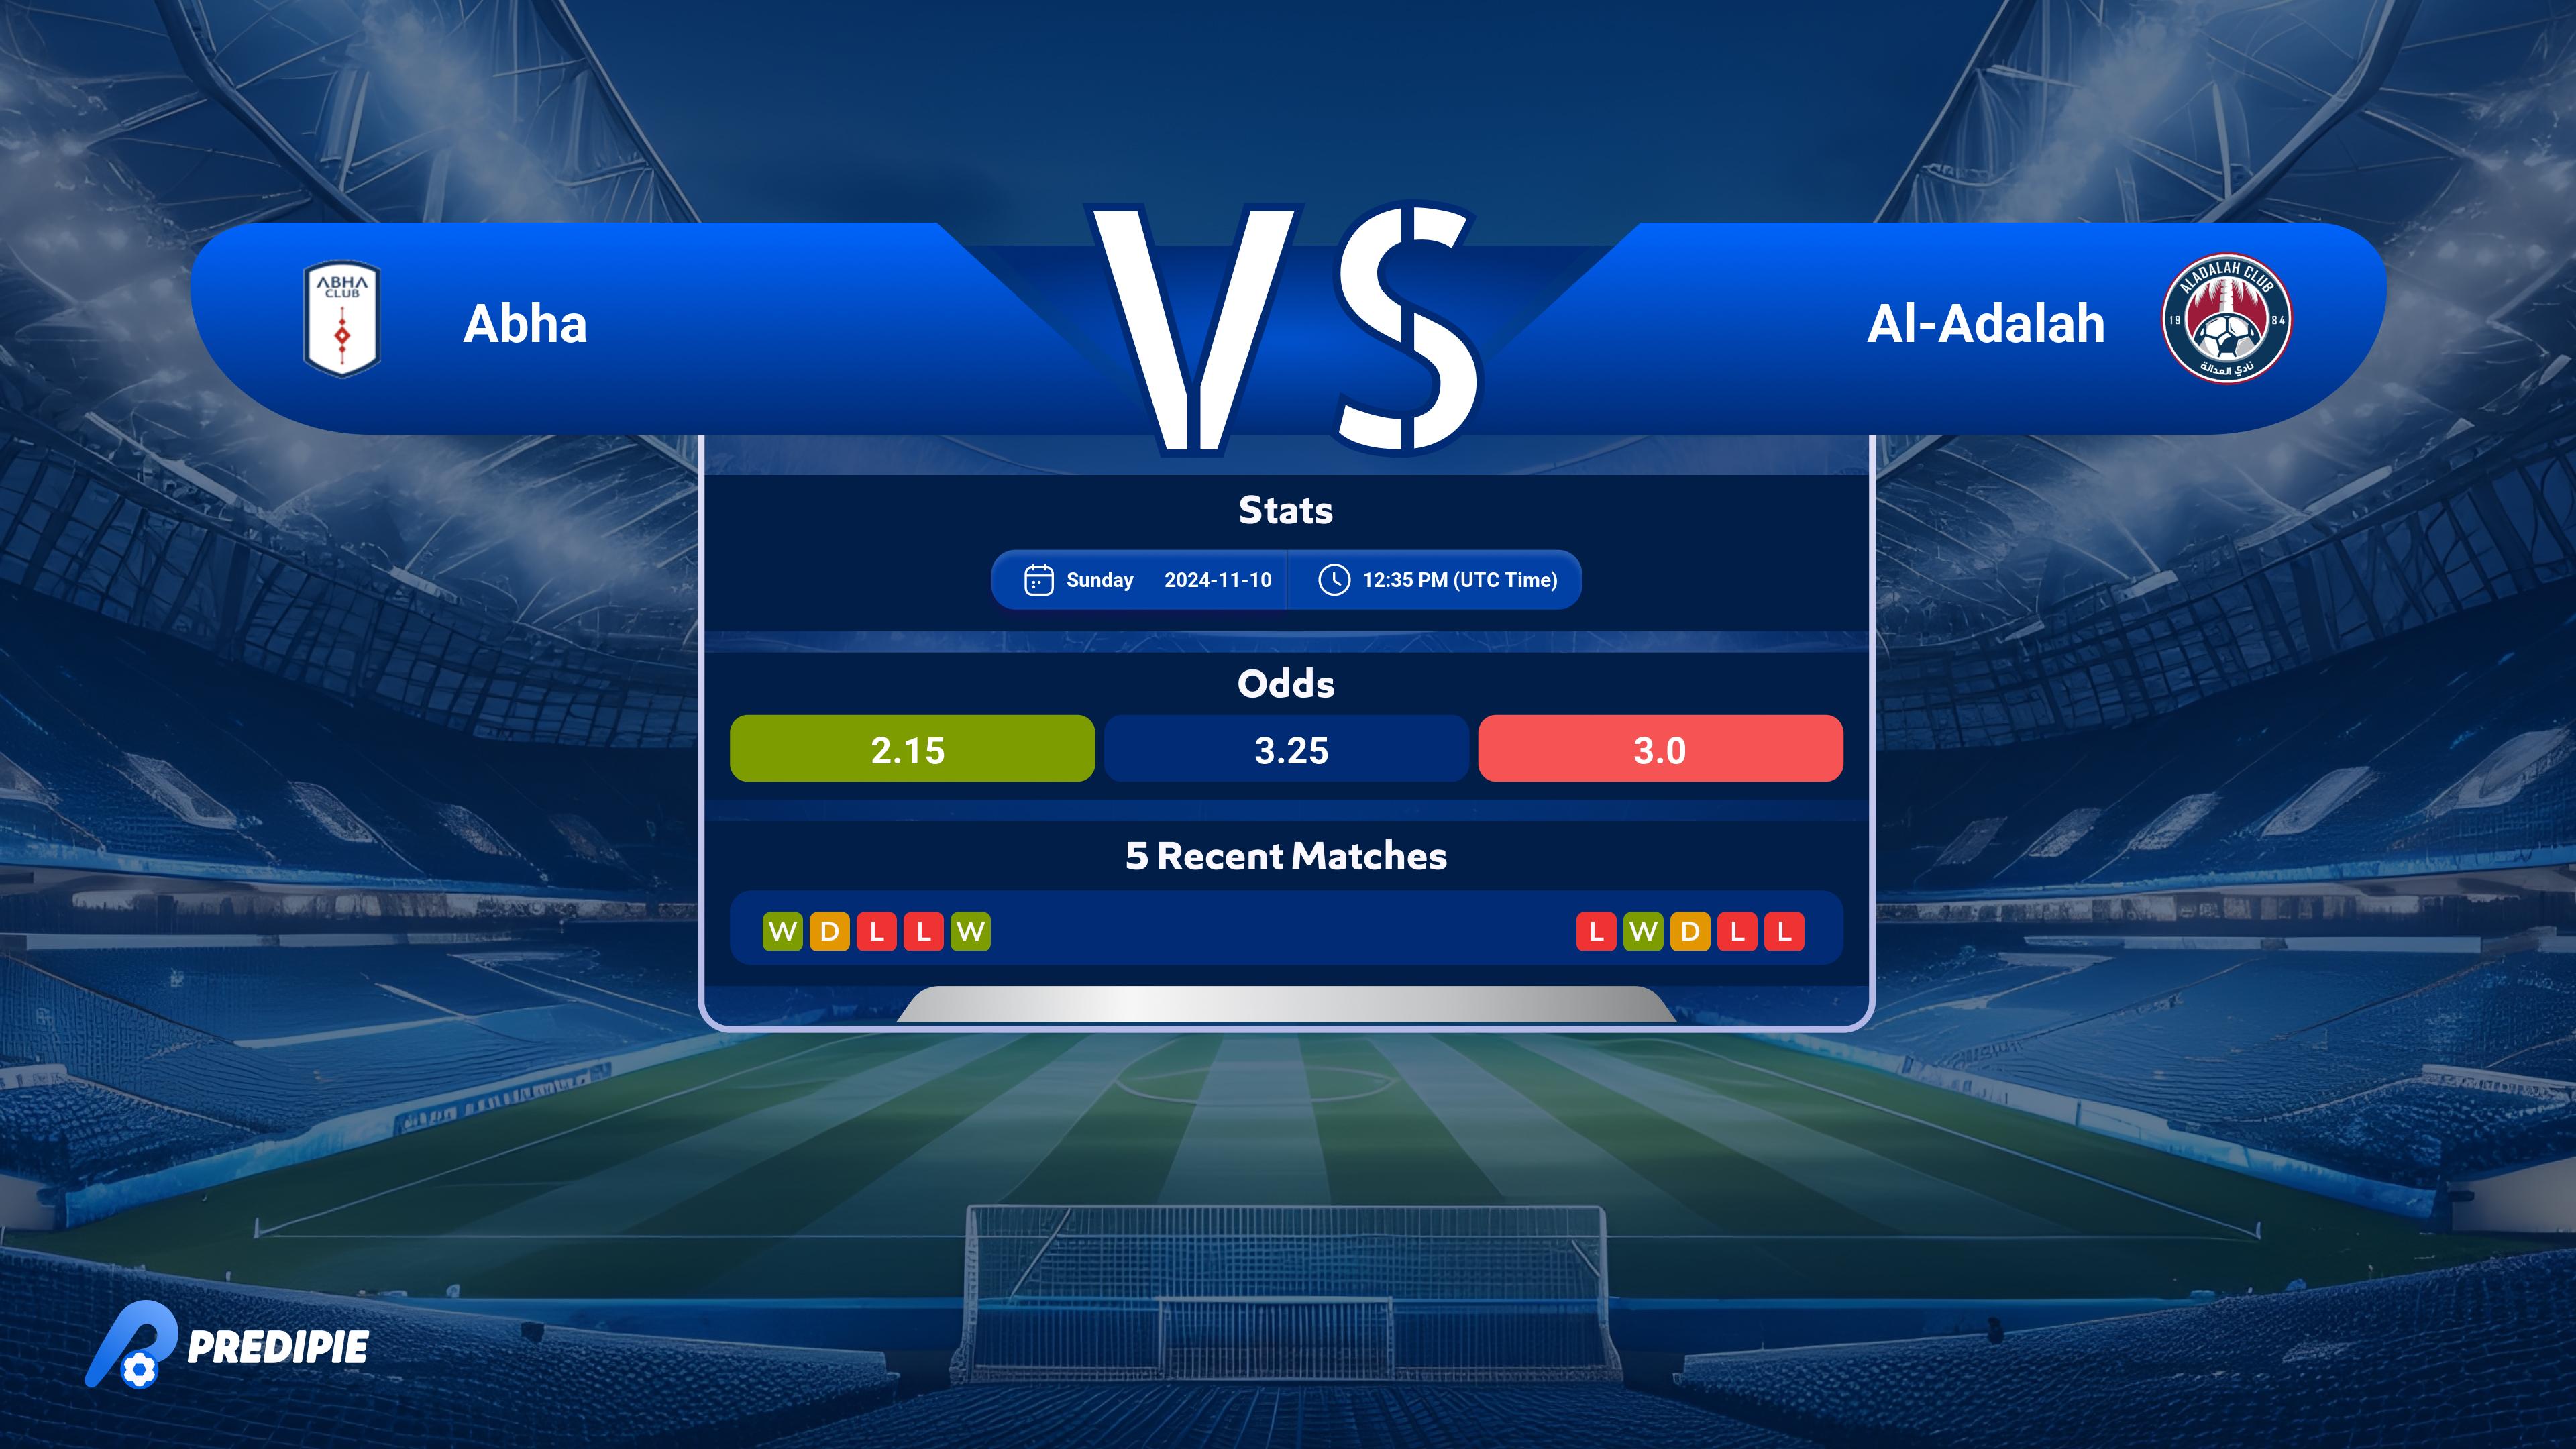 VS
ABHA
CLUB
Abha
Al-Adalah
ALADALAH CLUB
19 84
نادي العدالة
Stats
Sunday 2024-11-10 12:35 PM (UTC Time)
Odds
2.15 3.25 3.0
5 Recent Matches
W D L L W L W D L L
PREDIPIE